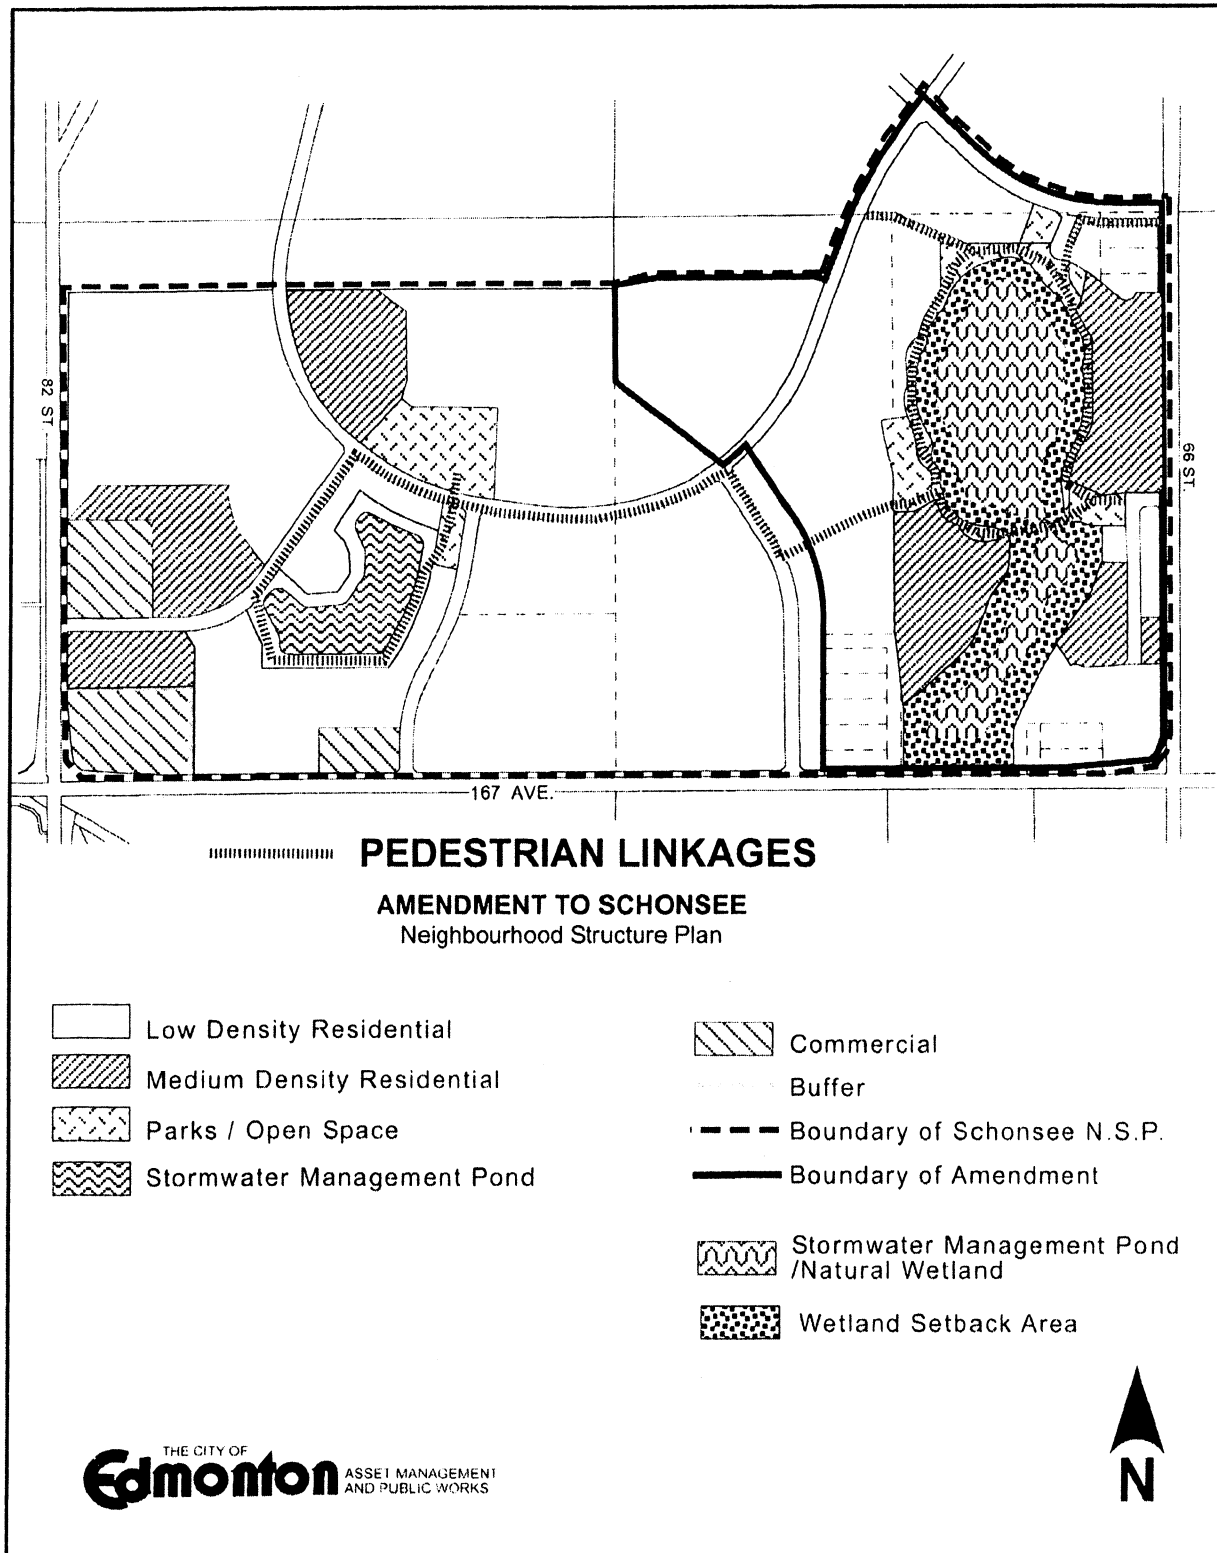 82 ST.
66 ST.
167 AVE.
PEDESTRIAN LINKAGES
AMENDMENT TO SCHONSEE
Neighbourhood Structure Plan
Low Density Residential
Medium Density Residential
Parks / Open Space
Stormwater Management Pond
Commercial
Buffer
Boundary of Schonsee N.S.P.
Boundary of Amendment
Stormwater Management Pond
/Natural Wetland
Wetland Setback Area
THE CITY OF
Edmonton
ASSET MANAGEMENT
AND PUBLIC WORKS
N